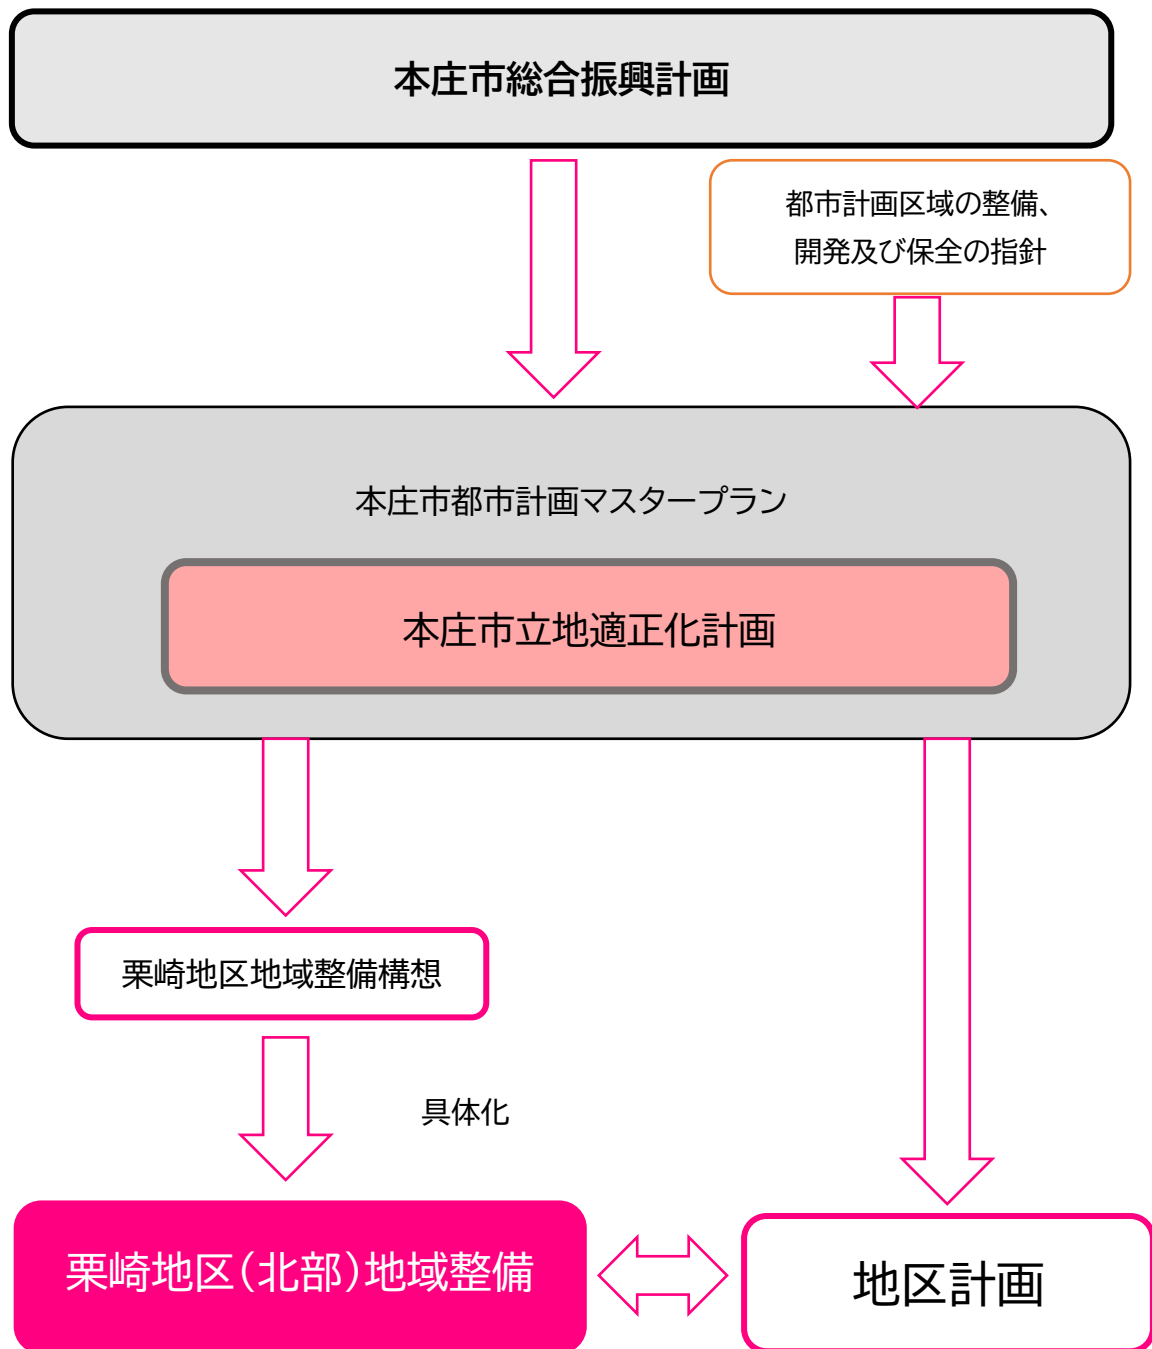 本庄市総合振興計画
都市計画区域の整備、
開発及び保全の指針
本庄市都市計画マスタープラン
本庄市立地適正化計画
栗崎地区地域整備構想
具体化
栗崎地区（北部）地域整備
地区計画